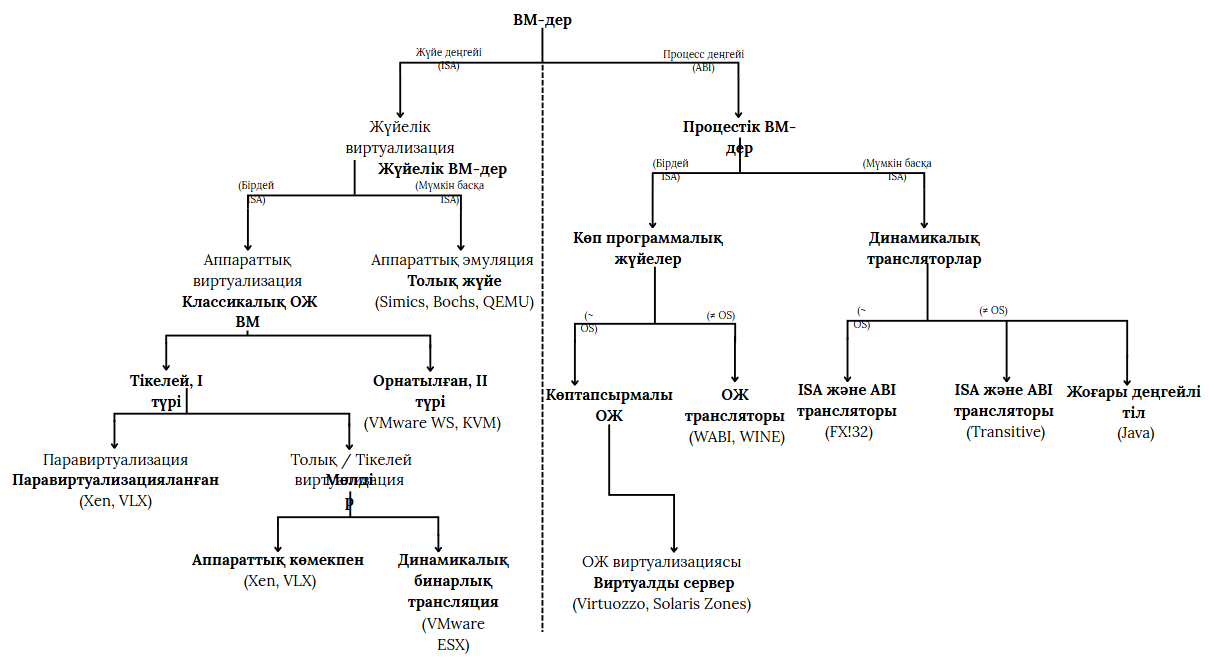 ВМ-дер
Жүйе деңгейі
(ISA)
Процесс деңгейі
(ABI)
Жүйелік
виртуализация
Жүйелік ВМ-дер
Процестік ВМ-
дер
(Бірдей
ISA)
(Мүмкін басқа
ISA)
(Бірдей
ISA)
(Мүмкін басқа
ISA)
Аппараттық
виртуализация
Классикалық ОЖ
ВМ
Аппараттық эмуляция
Толық жүйе
(Simics, Bochs, QEMU)
Көп программалық
жүйелер
Динамикалық
трансляторлар
(~
OS)
(≠ OS)
(~
OS)
(≠ OS)
Тікелей, I
түрі
Орнатылған, II
түрі
(VMware WS, KVM)
Көптапсырмалы
ОЖ
ОЖ
трансляторы
(WABI, WINE)
ISA және ABI
трансляторы
(FX!32)
ISA және ABI
трансляторы
(Transitive)
Жоғары деңгейлі
тіл
(Java)
Паравиртуализация
Паравиртуализацияланған
(Xen, VLX)
Толық / Тікелей
виртуализация
Мөлді
р
Аппараттық көмекпен
(Xen, VLX)
Динамикалық
бинарлық
трансляция
(VMware
ESX)
ОЖ виртуализациясы
Виртуалды сервер
(Virtuozzo, Solaris Zones)